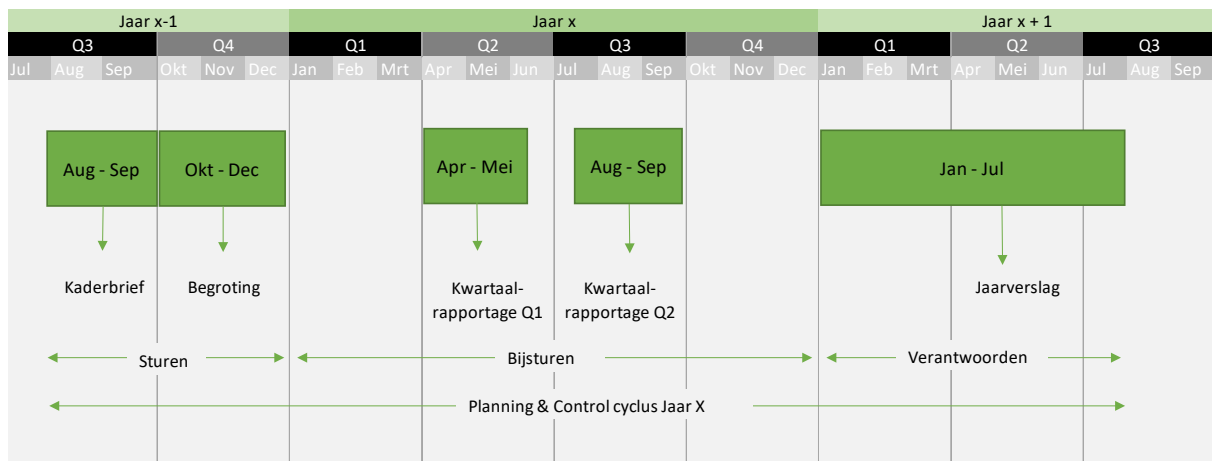 Jaar x-1 Jaar x Jaar x + 1
Q3 Q4 Q1 Q2 Q3 Q4 Q1 Q2 Q3
Jul Aug Sep Okt Nov Dec Jan Feb Mrt Apr Mei Jun Jul Aug Sep Okt Nov Dec Jan Feb Mrt Apr Mei Jun Jul Aug Sep
Aug - Sep Okt - Dec Apr - Mei Aug - Sep Jan - Jul
Kaderbrief Begroting Kwartaal- Kwartaal- Jaarverslag
rapportage Q1 rapportage Q2
Sturen Bijsturen Verantwoorden
Planning & Control cyclus Jaar X